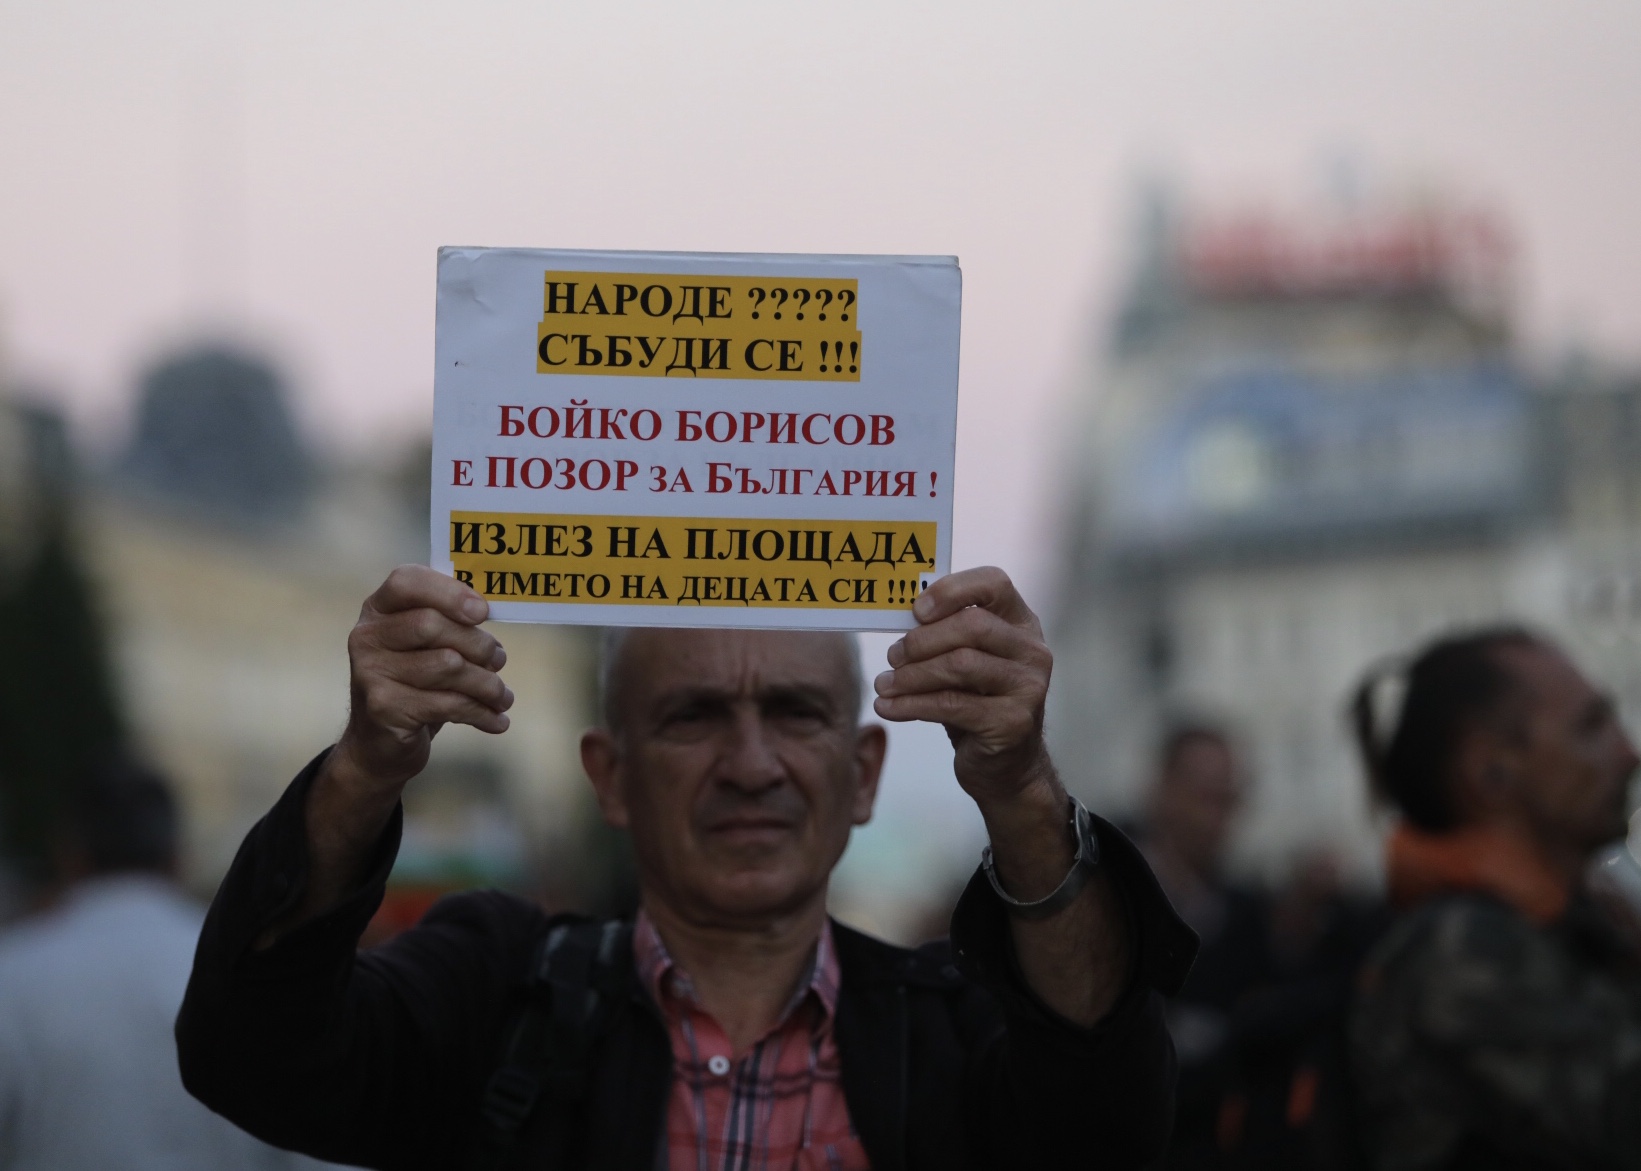 НАРОДЕ ?????
СЪБУДИ СЕ !!!
БОЙКО БОРИСОВ
Е ПОЗОР ЗА БЪЛГАРИЯ !
ИЗЛЕЗ НА ПЛОЩАДА,
В ИМЕТО НА ДЕЦАТА СИ !!!!